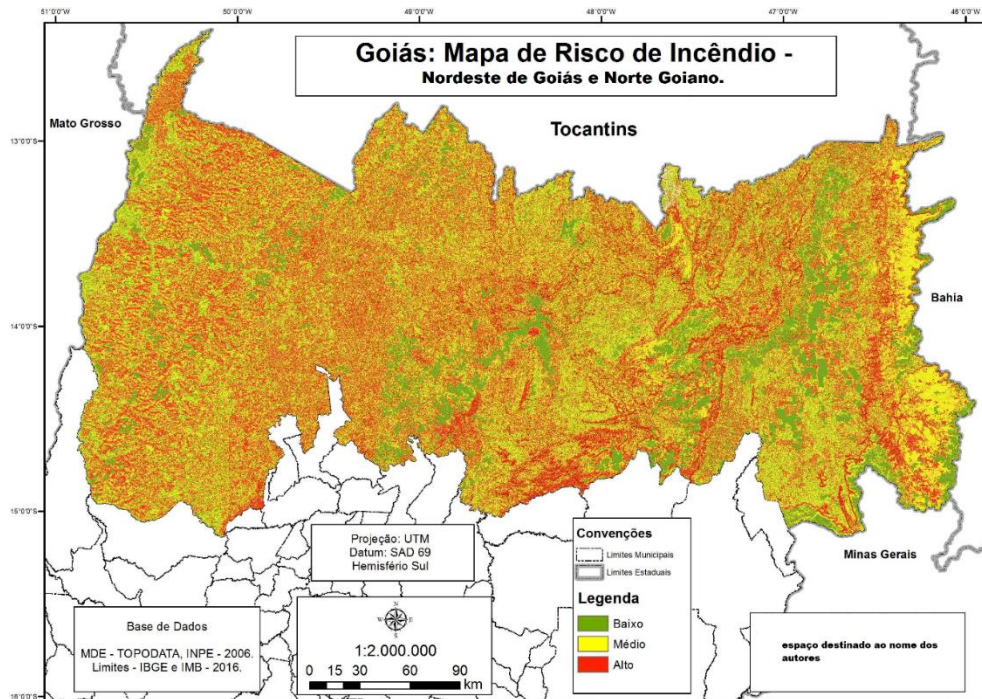 51°0'0"W
50°0'0"W
49°0'0"W
48°0'0"W
47°0'0"W
46°0'0"W
Goiás: Mapa de Risco de Incêndio -
Nordeste de Goiás e Norte Goiano.
Mato Grosso
Tocantins
13°0'0"S
Bahia
14°0'0"S
15°0'0"S
Minas Gerais
Projeção: UTM
Datum: SAD 69
Hemisfério Sul
Convenções
Limites Municipais
Limites Estaduais
Legenda
Baixo
Médio
Alto
Base de Dados
MDE - TOPODATA, INPE - 2006.
Limites - IBGE e IMB - 2016.
N
W
E
S
1:2.000.000
0 15 30 60 90
km
espaço destinado ao nome dos
autores